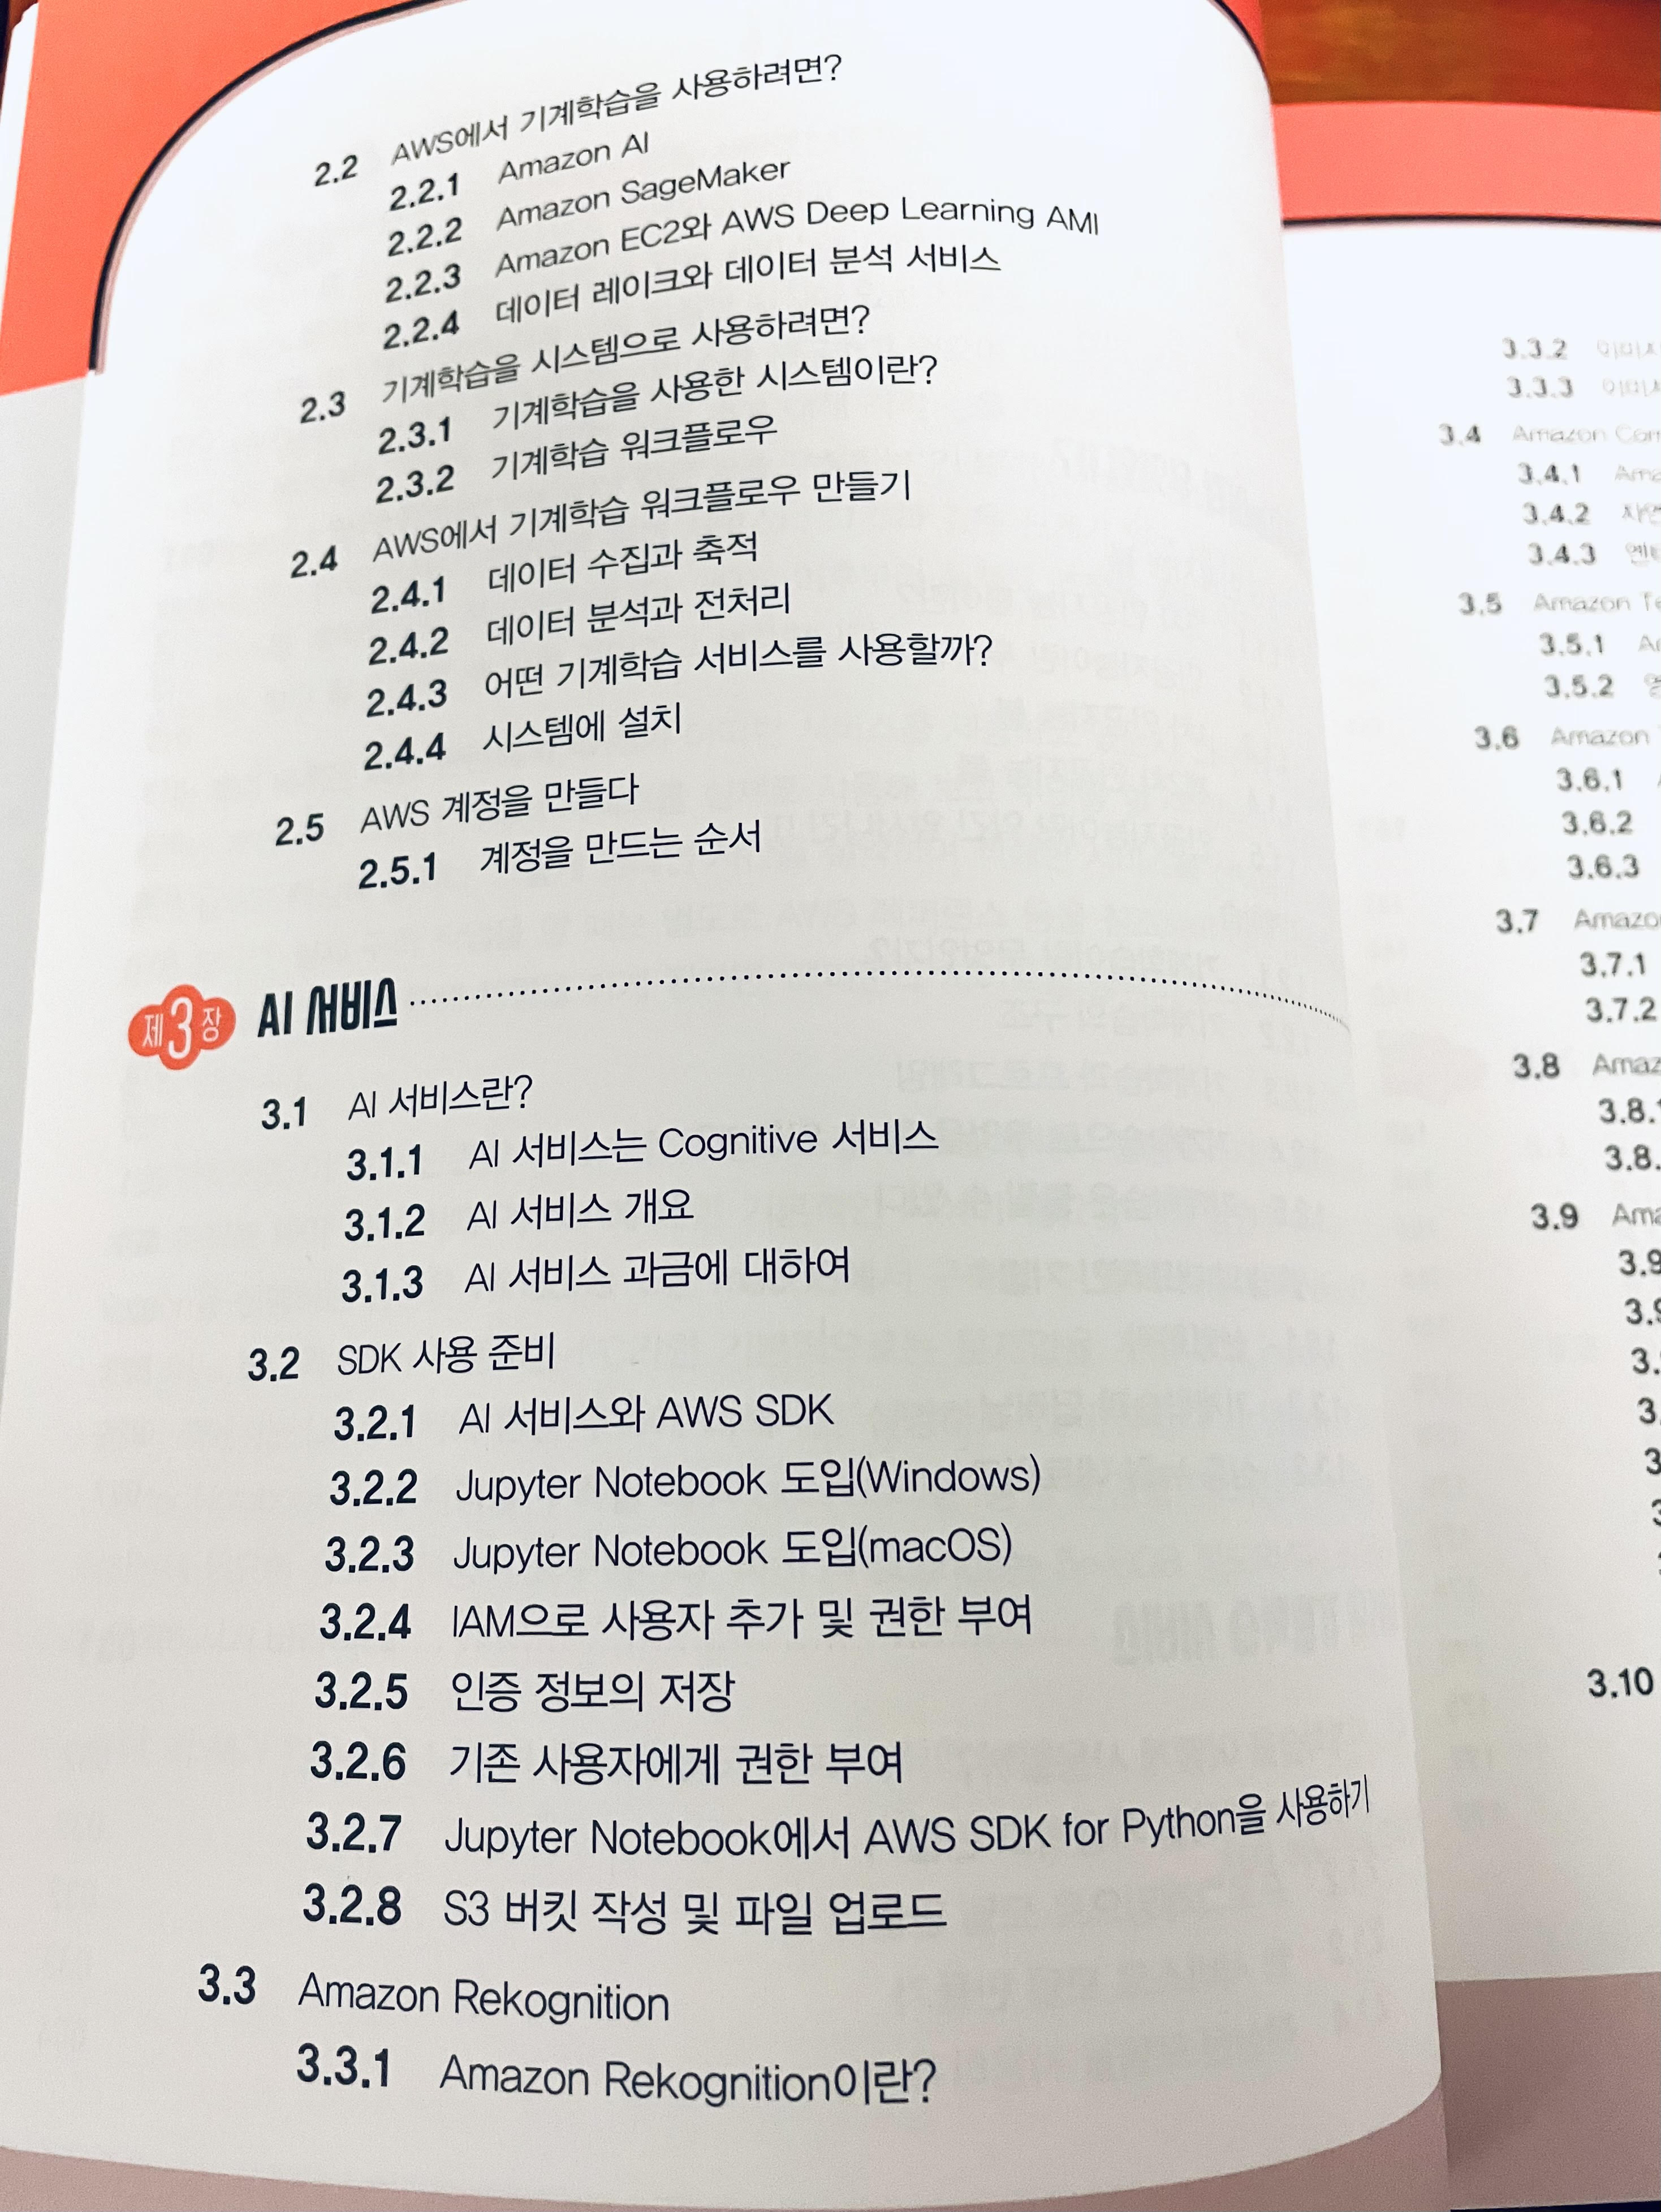 2.2 AWS에서 기계학습을 사용하려면?
2.2.1 Amazon AI
2.2.2 Amazon SageMaker
2.2.3 Amazon EC2와 AWS Deep Learning AMI
2.2.4 데이터 레이크와 데이터 분석 서비스
2.3 기계학습을 시스템으로 사용하려면?
2.3.1 기계학습을 사용한 시스템이란?
2.3.2 기계학습 워크플로우
2.4 AWS에서 기계학습 워크플로우 만들기
2.4.1 데이터 수집과 축적
2.4.2 데이터 분석과 전처리
2.4.3 어떤 기계학습 서비스를 사용할까?
2.4.4 시스템에 설치
2.5 AWS 계정을 만들다
2.5.1 계정을 만드는 순서
제3장 AI 서비스
3.1 AI 서비스란?
3.1.1 AI 서비스는 Cognitive 서비스
3.1.2 AI 서비스 개요
3.1.3 AI 서비스 과금에 대하여
3.2 SDK 사용 준비
3.2.1 AI 서비스와 AWS SDK
3.2.2 Jupyter Notebook 도입(Windows)
3.2.3 Jupyter Notebook 도입(macOS)
3.2.4 IAM으로 사용자 추가 및 권한 부여
3.2.5 인증 정보의 저장
3.2.6 기존 사용자에게 권한 부여
3.2.7 Jupyter Notebook에서 AWS SDK for Python을 사용하기
3.2.8 S3 버킷 작성 및 파일 업로드
3.3 Amazon Rekognition
3.3.1 Amazon Rekognition이란?
3.3.2
3.3.3
3.4 Amazon
3.4.1
3.4.2
3.4.3
3.5 Amazon
3.5.1
3.5.2
3.6 Amazon
3.6.1
3.6.2
3.6.3
3.7
3.7.1
3.7.2
3.8
3.9
3.10